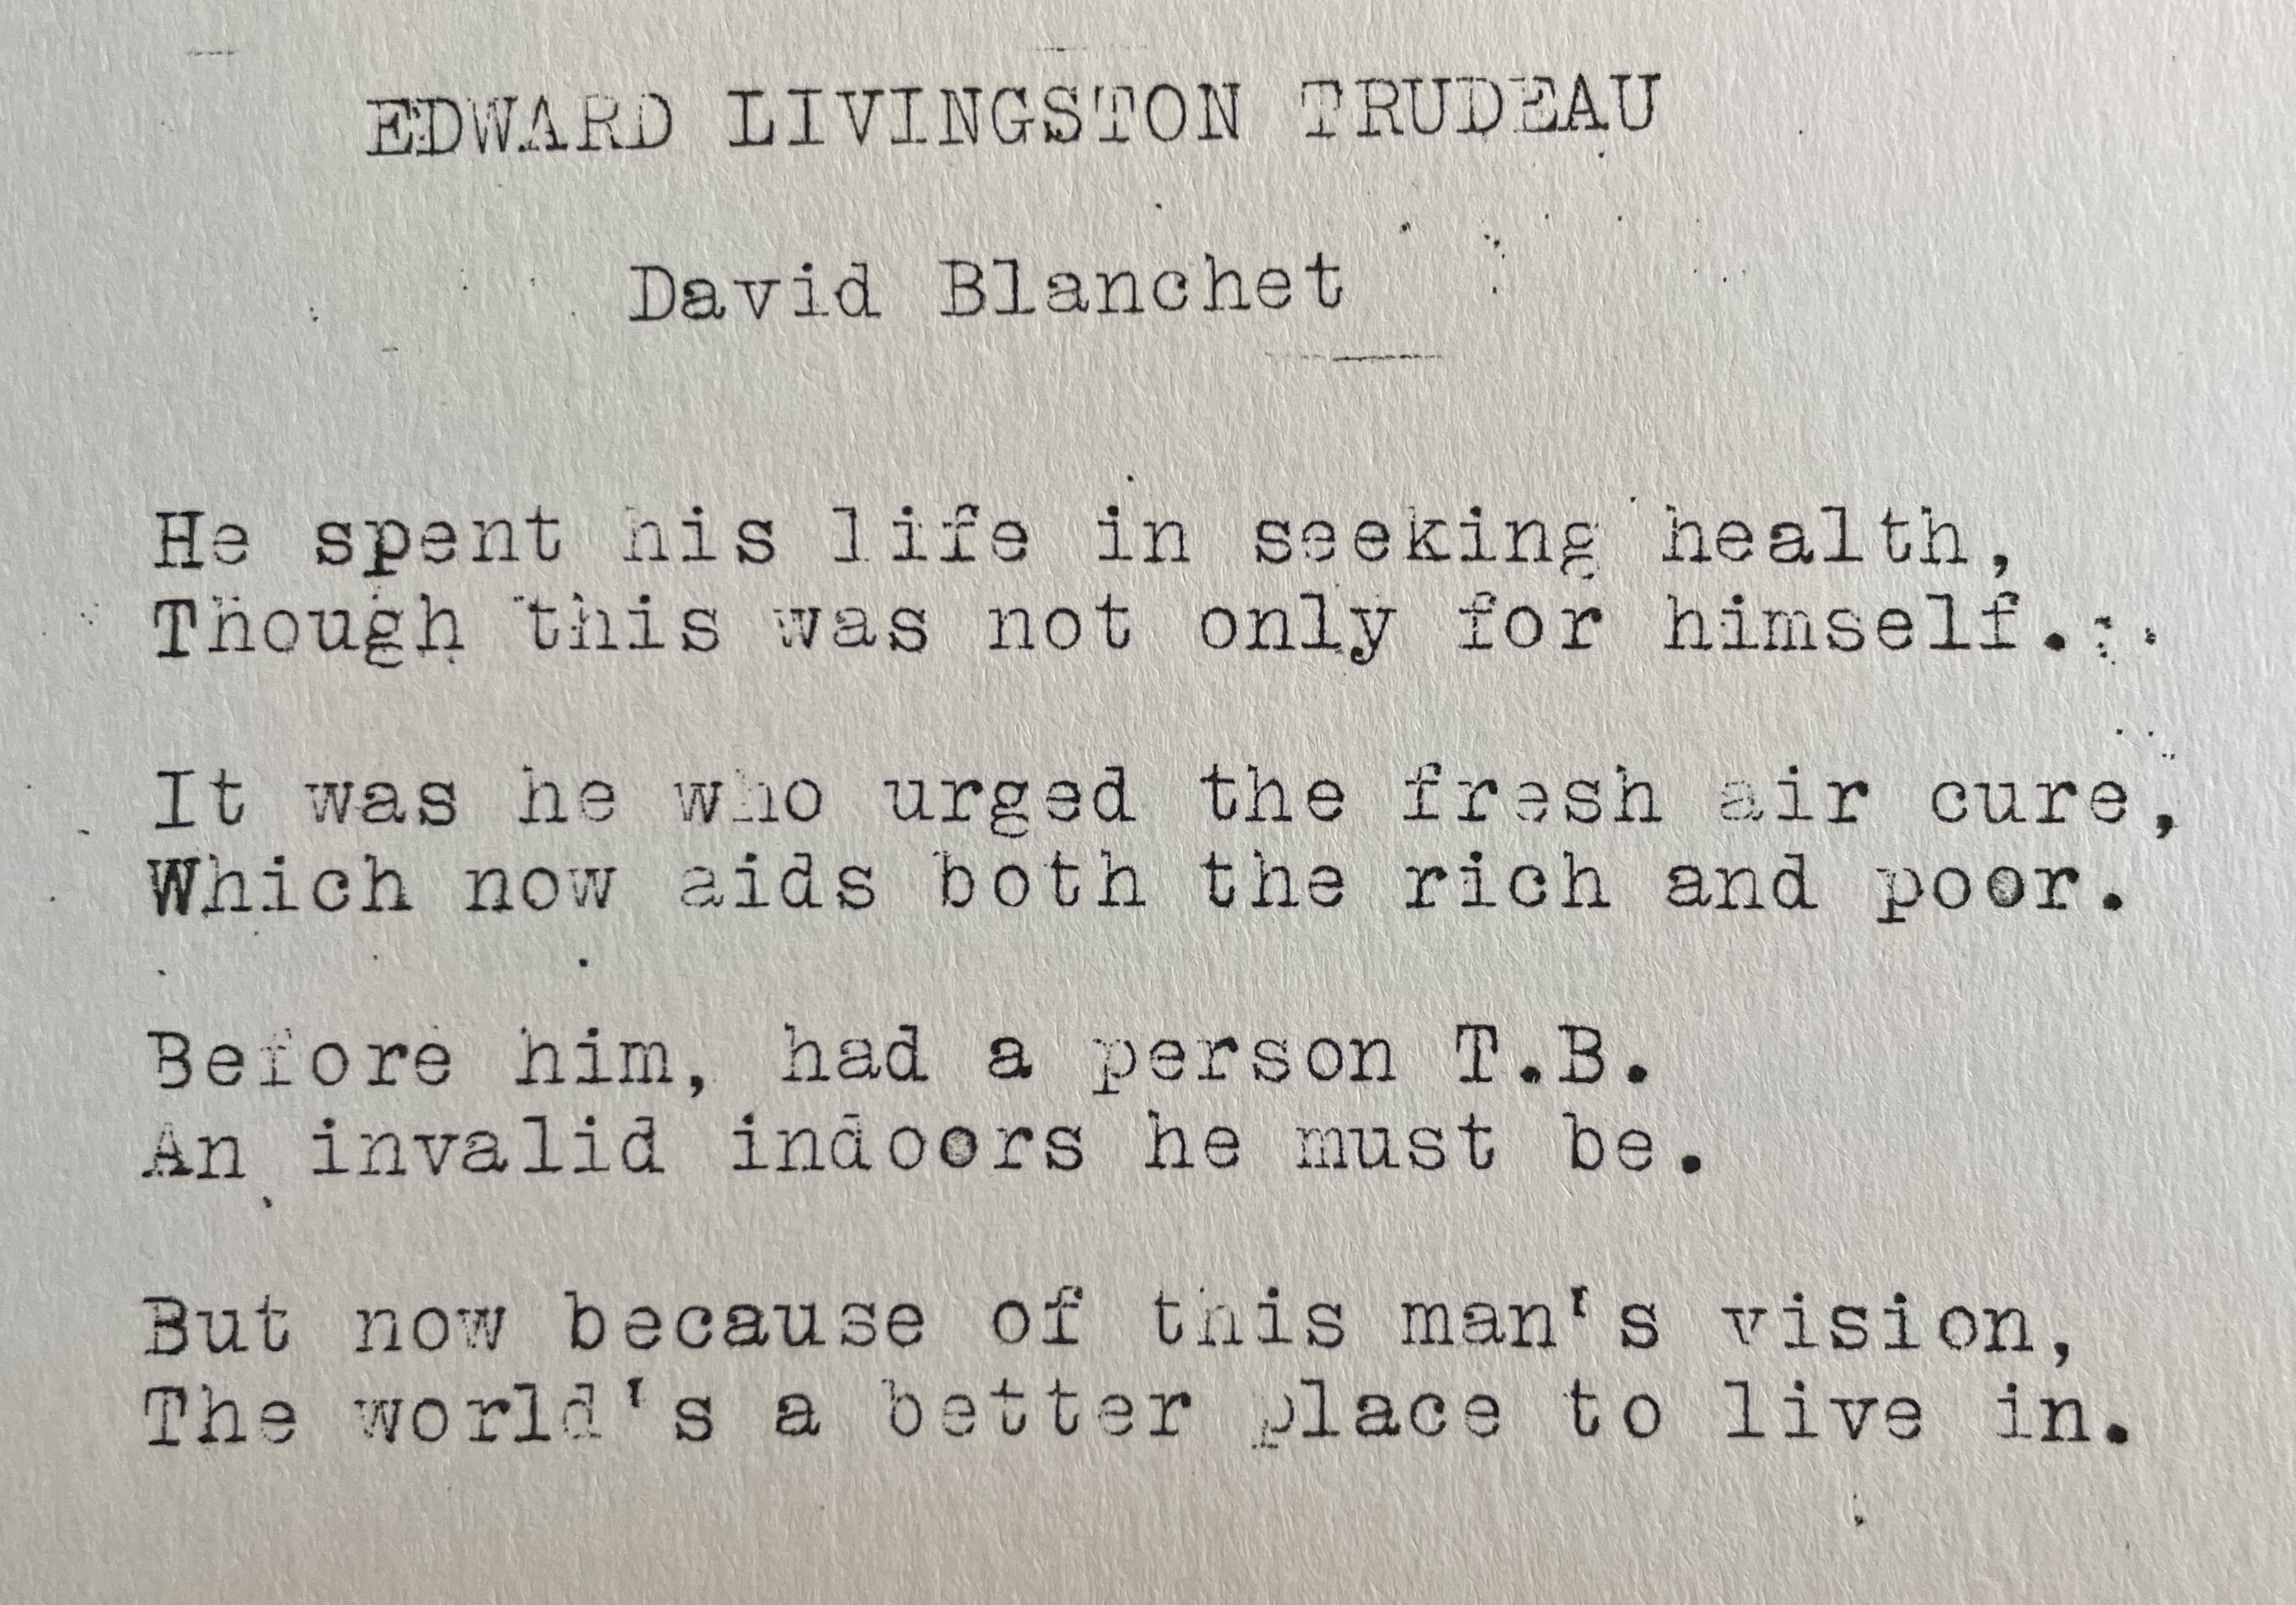 EDWARD LIVINGSTON TRUDEAU
David Blanchet
He spent his life in seeking health,
Though this was not only for himself.
It was he who urged the fresh air cure,
Which now aids both the rich and poor.
Before him, had a person T.B.
An invalid indoors he must be.
But now because of this man's vision,
The world's a better place to live in.